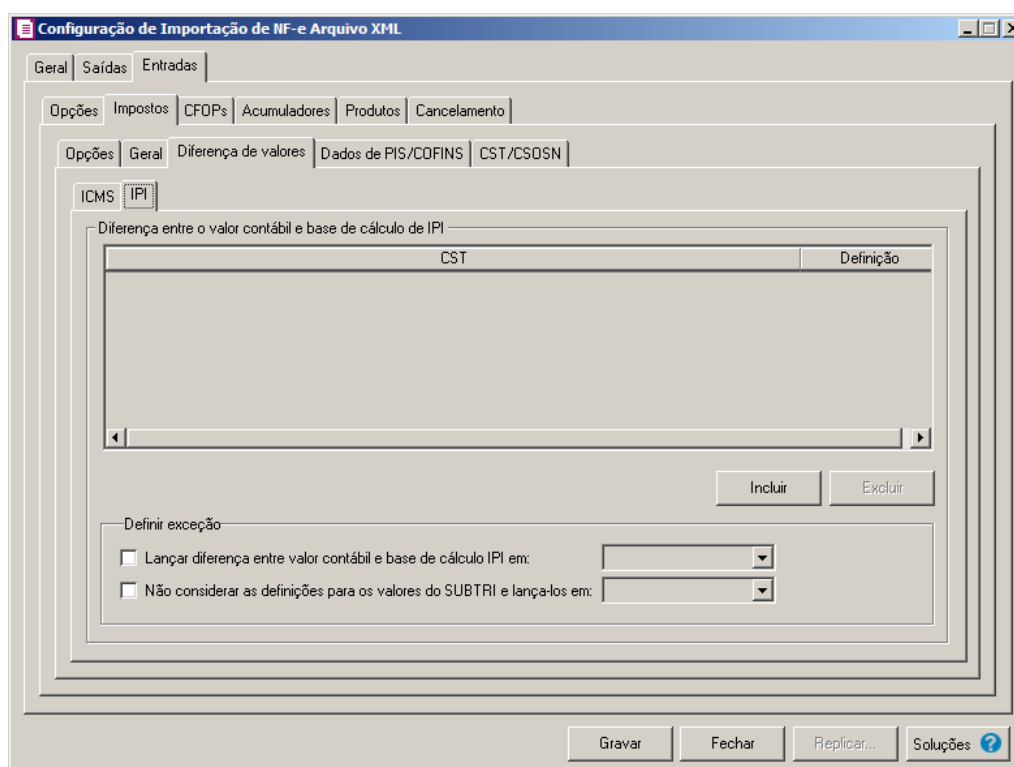 Configuração de Importação de NF-e Arquivo XML
Geral Saídas Entradas
Opções Impostos CFOPs Acumuladores Produtos Cancelamento
Opções Geral Diferença de valores Dados de PIS/COFINS CST/CSOSN
ICMS IPI
Diferença entre o valor contábil e base de cálculo de IPI
CST Definição
Incluir Excluir
Definir exceção
Lançar diferença entre valor contábil e base de cálculo IPI em:
Não considerar as definições para os valores do SUBTRI e lança-los em:
Gravar Fechar Replicar... Soluções ?